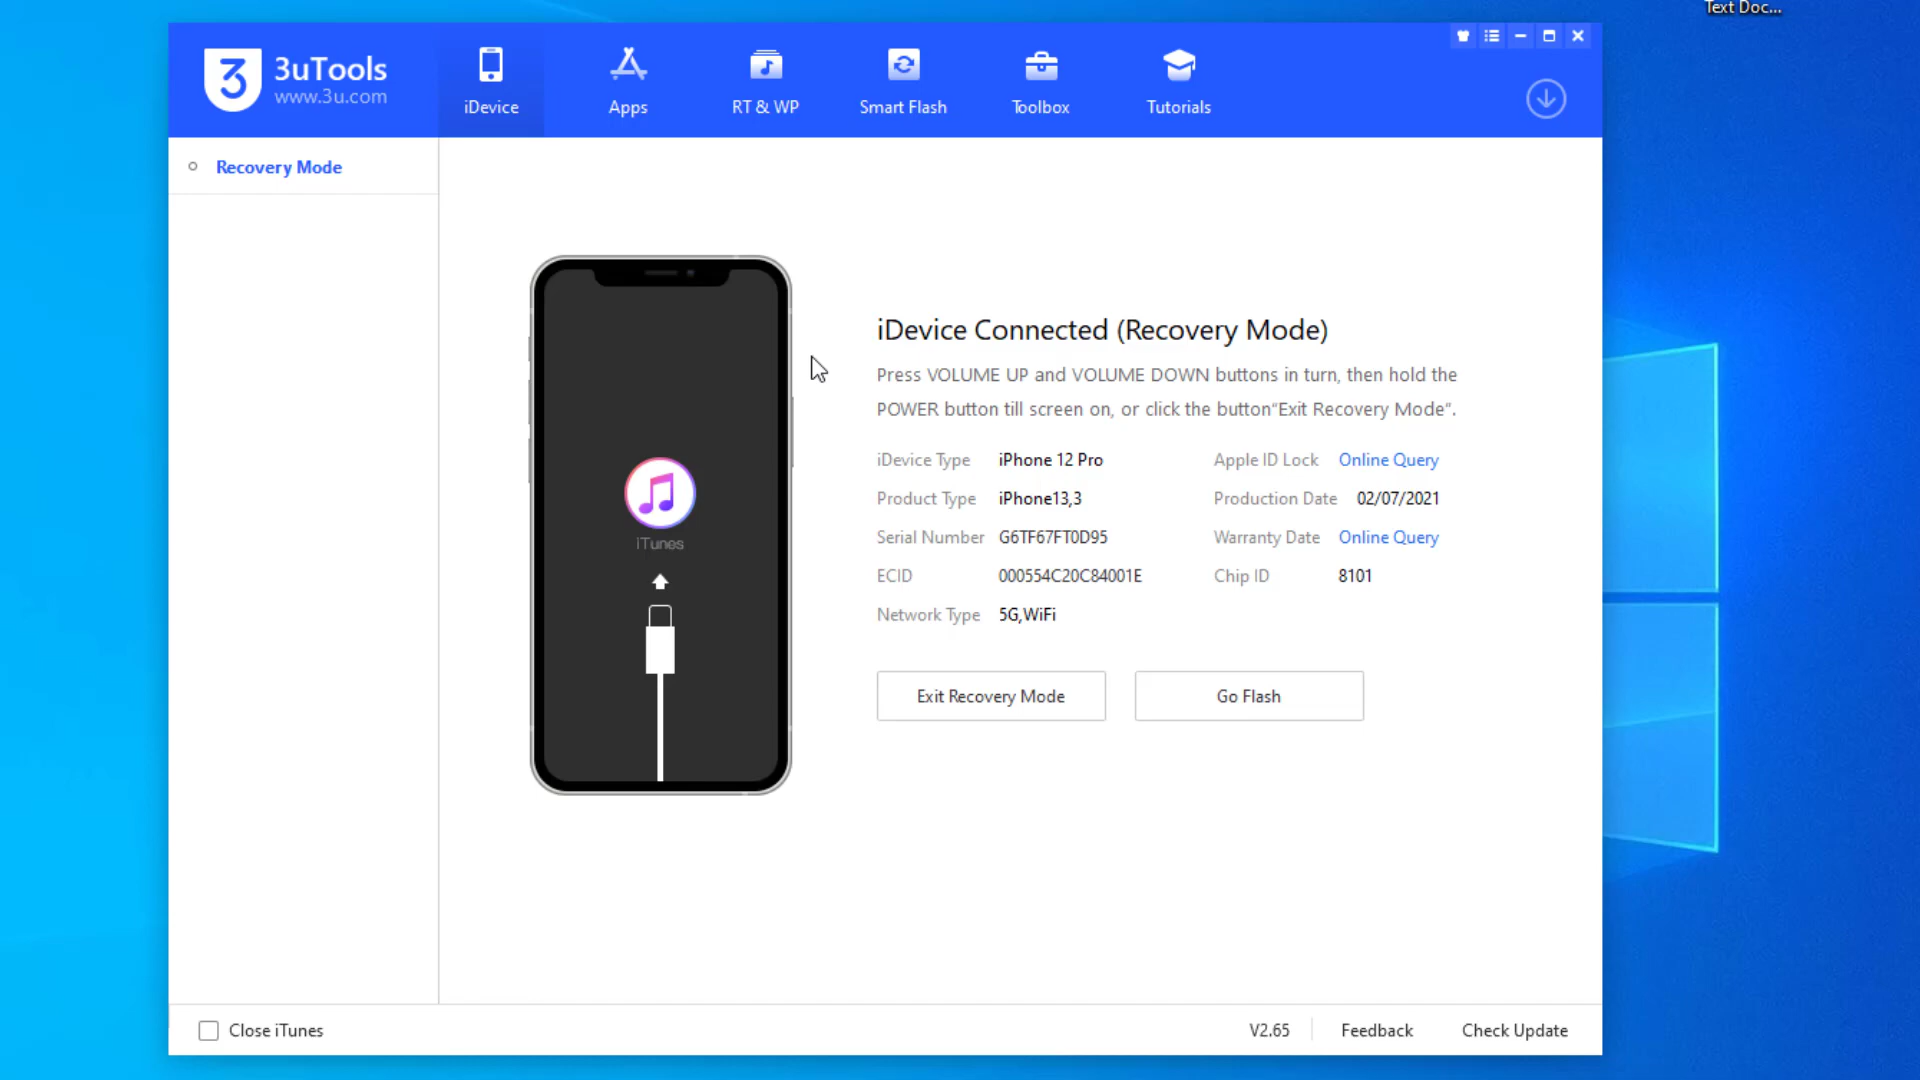 Text Doc...
3uTools
www.3u.com
iDevice
Apps
RT & WP
Smart Flash
Toolbox
Tutorials
Recovery Mode
iTunes
iDevice Connected (Recovery Mode)
Press VOLUME UP and VOLUME DOWN buttons in turn, then hold the
POWER button till screen on, or click the button“Exit Recovery Mode“.
iDevice Type iPhone 12 Pro Apple ID Lock Online Query
Product Type iPhone13,3 Production Date 02/07/2021
Serial Number G6TF67FT0D95 Warranty Date Online Query
ECID 000554C20C84001E Chip ID 8101
Network Type 5G,WiFi
Exit Recovery Mode
Go Flash
Close iTunes
V2.65
Feedback
Check Update